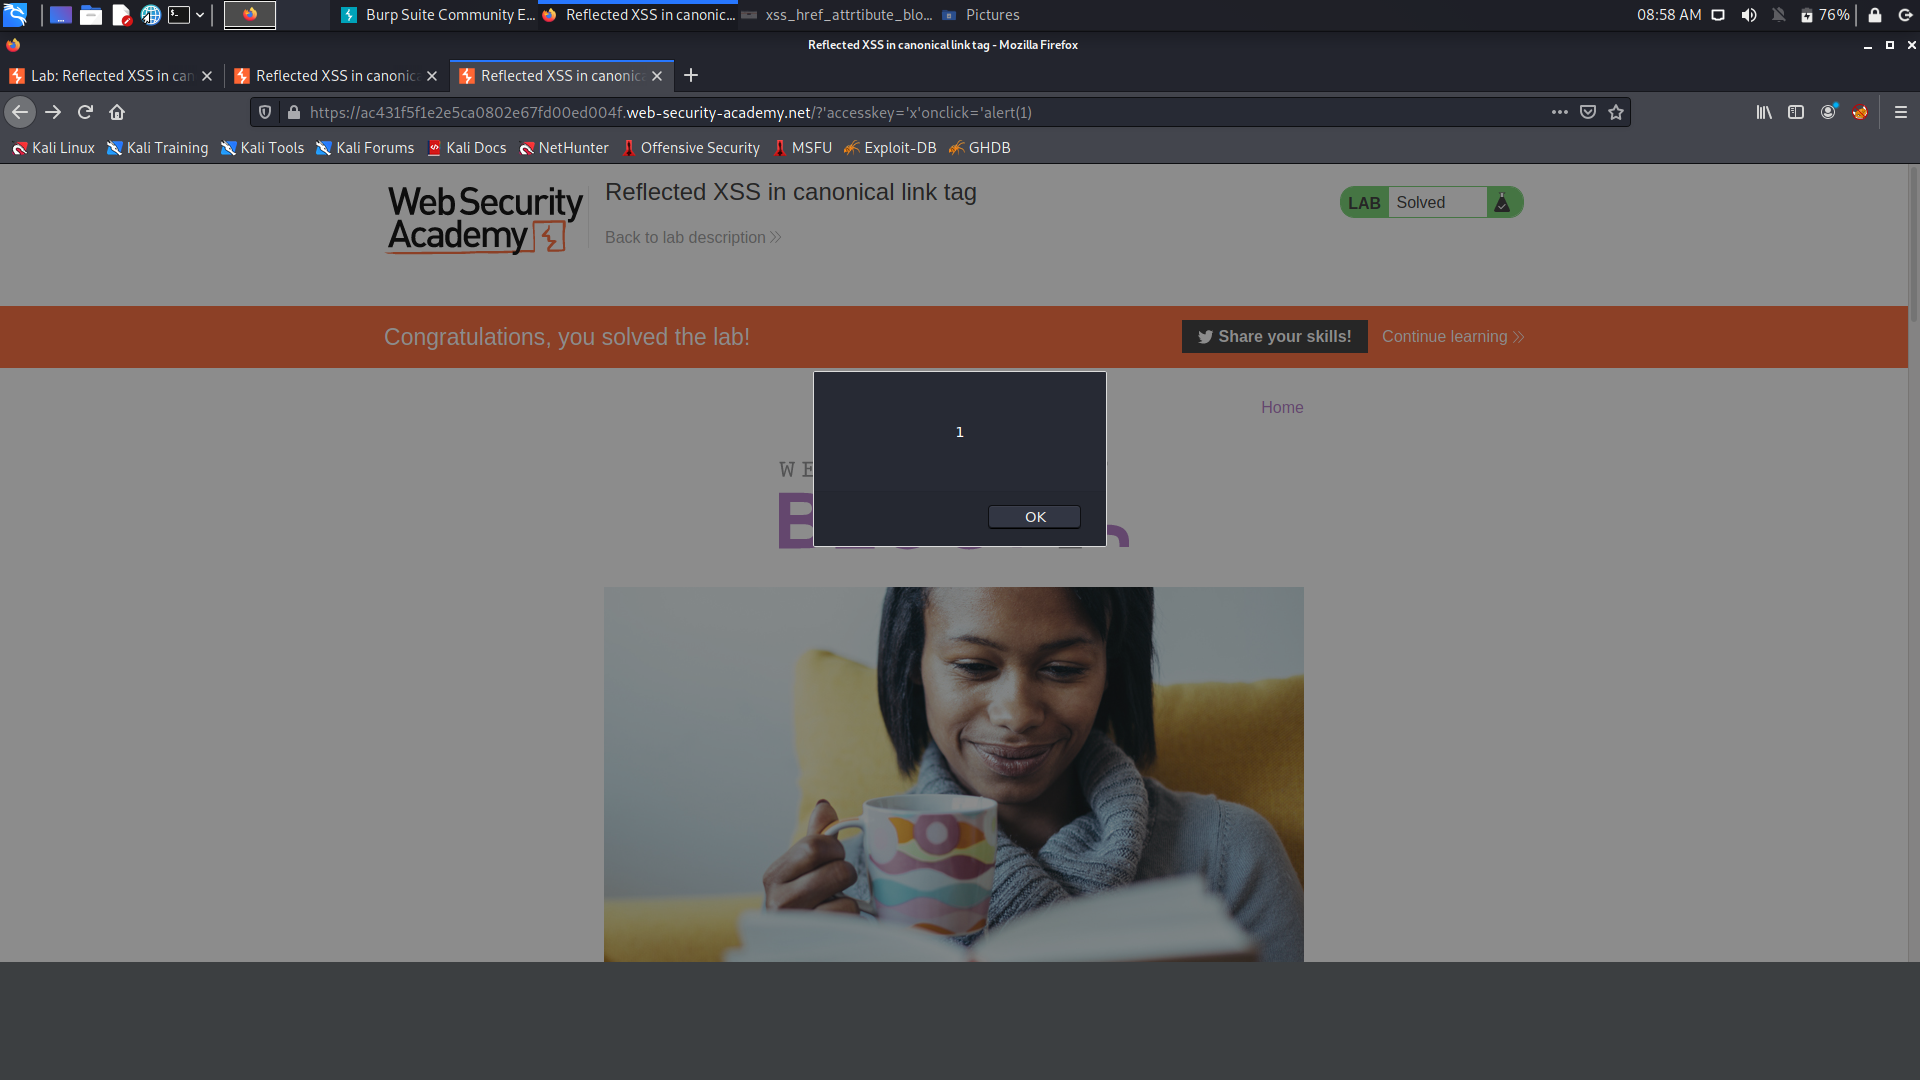 Burp Suite Community E...
Reflected XSS in canonic...
xss_href_attrtibute_blo...
Pictures
08:58 AM
76%
Reflected XSS in canonical link tag - Mozilla Firefox
Lab: Reflected XSS in can
Reflected XSS in canonic
Reflected XSS in canonic
https://ac431f5f1e2e5ca0802e67fd00ed004f.web-security-academy.net/?'accesskey='x'onclick='alert(1)
Kali Linux
Kali Training
Kali Tools
Kali Forums
Kali Docs
NetHunter
Offensive Security
MSFU
Exploit-DB
GHDB
Web Security
Academy
Reflected XSS in canonical link tag
Back to lab description
LAB
Solved
Congratulations, you solved the lab!
Share your skills!
Continue learning
1
OK
Home
WE